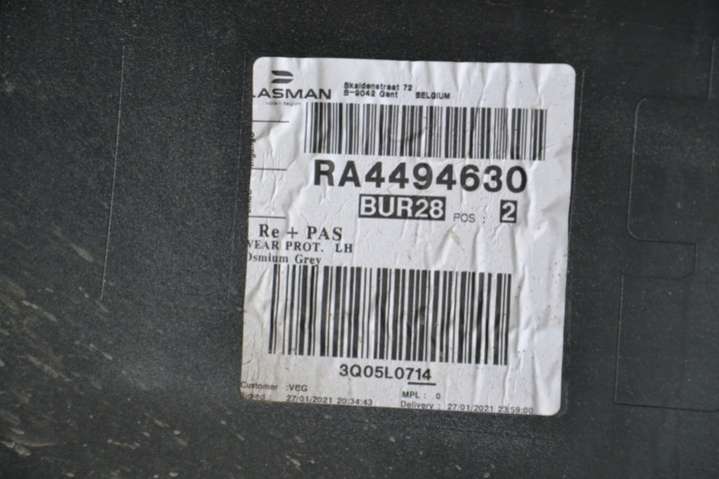 LASMAN
Skaldenstraat 72
B-9042 Gent BELGIUM
RA4494630
BUR28 POS : 2
Re + PAS
WEAR PROT. LH
Osmium Grey
3Q05L0714
Customer :VEG
MPL: 0
27/01/2021 20:34:43
Delivery : 27/01/2021 23:59:00